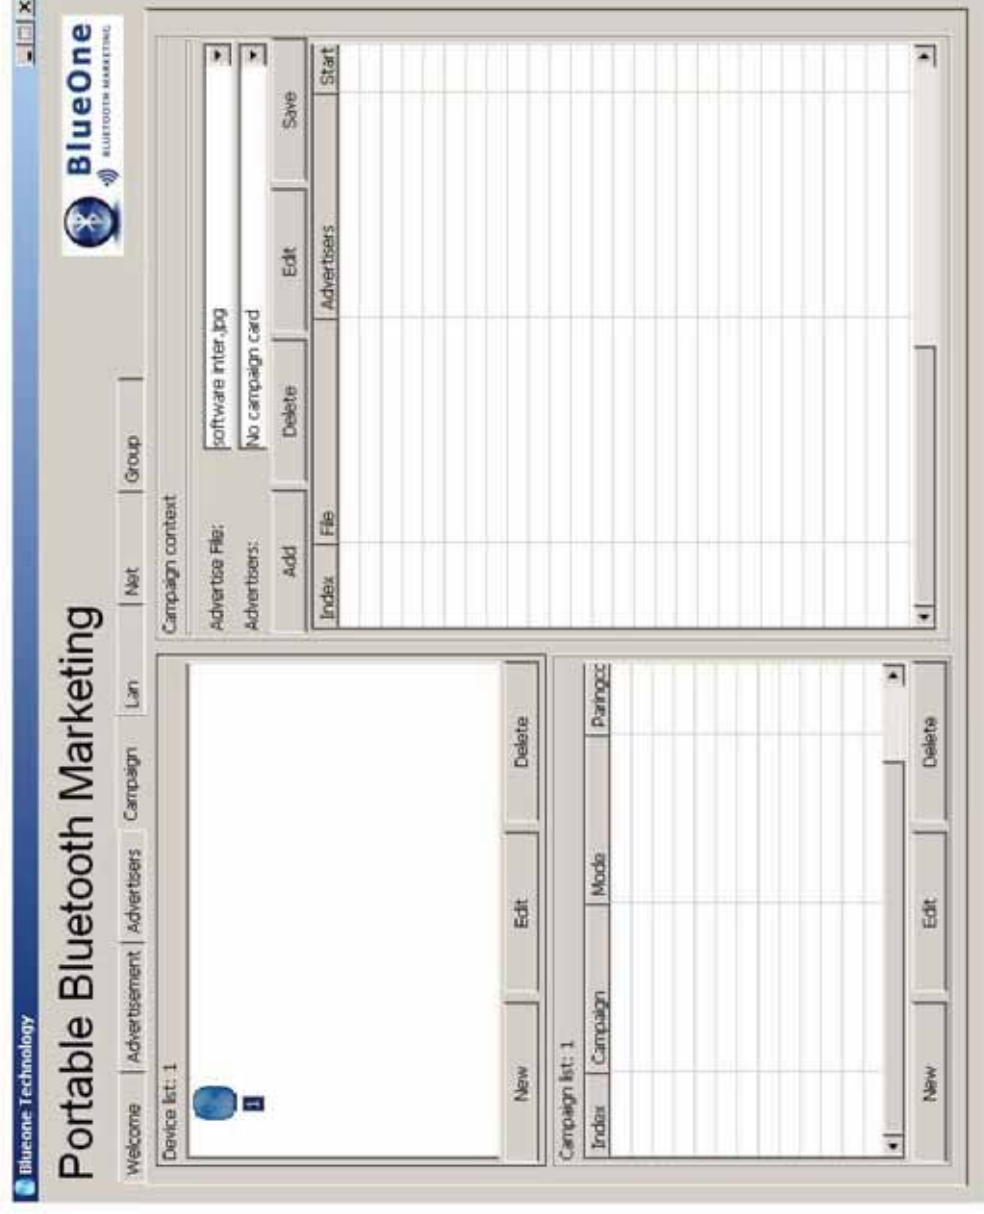 Blueone Technology
Portable Bluetooth Marketing
BlueOne
BLUETOOTH MARKETING
Welcome Advertisement Advertisers Campaign Lan Net Group
Device list: 1
1
New Edit Delete
Campaign list: 1
Index Campaign Mode Paringco
New Edit Delete
Campaign context
Advertise File: software inter.jpg
Advertisers: No campaign card
Add Delete Edit Save
Index File Advertisers Start